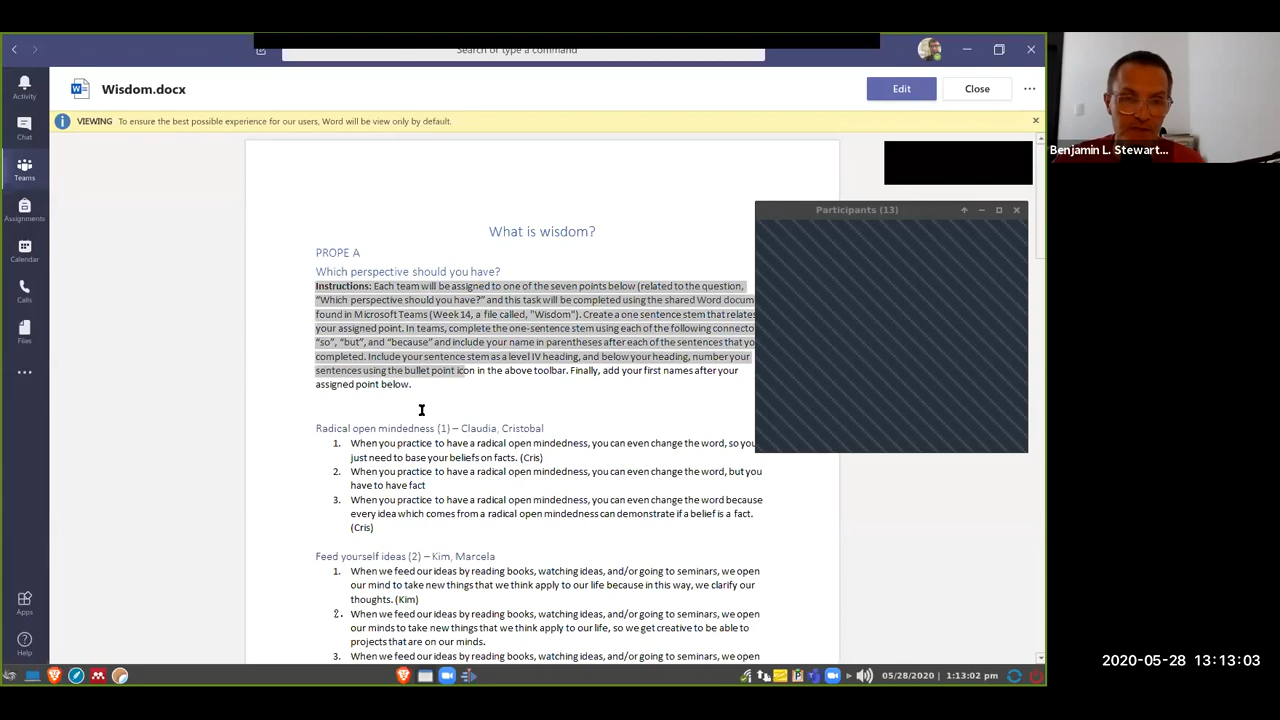 Search or type a command
Activity
Chat
Teams
Assignments
Calendar
Calls
Files
Apps
Help
Wisdom.docx
Edit
Close
VIEWING To ensure the best possible experience for our users, Word will be view only by default.
What is wisdom?
PROPE A
Which perspective should you have?
Instructions: Each team will be assigned to one of the seven points below (related to the question,
"Which perspective should you have?" and this task will be completed using the shared Word docum
found in Microsoft Teams (Week 14, a file called, "Wisdom"). Create a one sentence stem that relates
your assigned point. In teams, complete the one-sentence stem using each of the following connecto
"so", "but", and "because" and include your name in parentheses after each of the sentences that yo
completed. Include your sentence stem as a level IV heading, and below your heading, number your
sentences using the bullet point icon in the above toolbar. Finally, add your first names after your
assigned point below.
Radical open mindedness (1) – Claudia, Cristobal
1. When you practice to have a radical open mindedness, you can even change the word, so you
just need to base your beliefs on facts. (Cris)
2. When you practice to have a radical open mindedness, you can even change the word, but you
have to have fact
3. When you practice to have a radical open mindedness, you can even change the word because
every idea which comes from a radical open mindedness can demonstrate if a belief is a fact.
(Cris)
Feed yourself ideas (2) – Kim, Marcela
1. When we feed our ideas by reading books, watching ideas, and/or going to seminars, we open
our mind to take new things that we think apply to our life because in this way, we clarify our
thoughts. (Kim)
2. When we feed our ideas by reading books, watching ideas, and/or going to seminars, we open
our minds to take new things that we think apply to our life, so we get creative to be able to
projects that are on our minds.
3. When we feed our ideas by reading books, watching ideas, and/or going to seminars, we open
Participants (13)
Benjamin L. Stewart...
05/28/2020 | 1:13:02 pm
2020-05-28 13:13:03